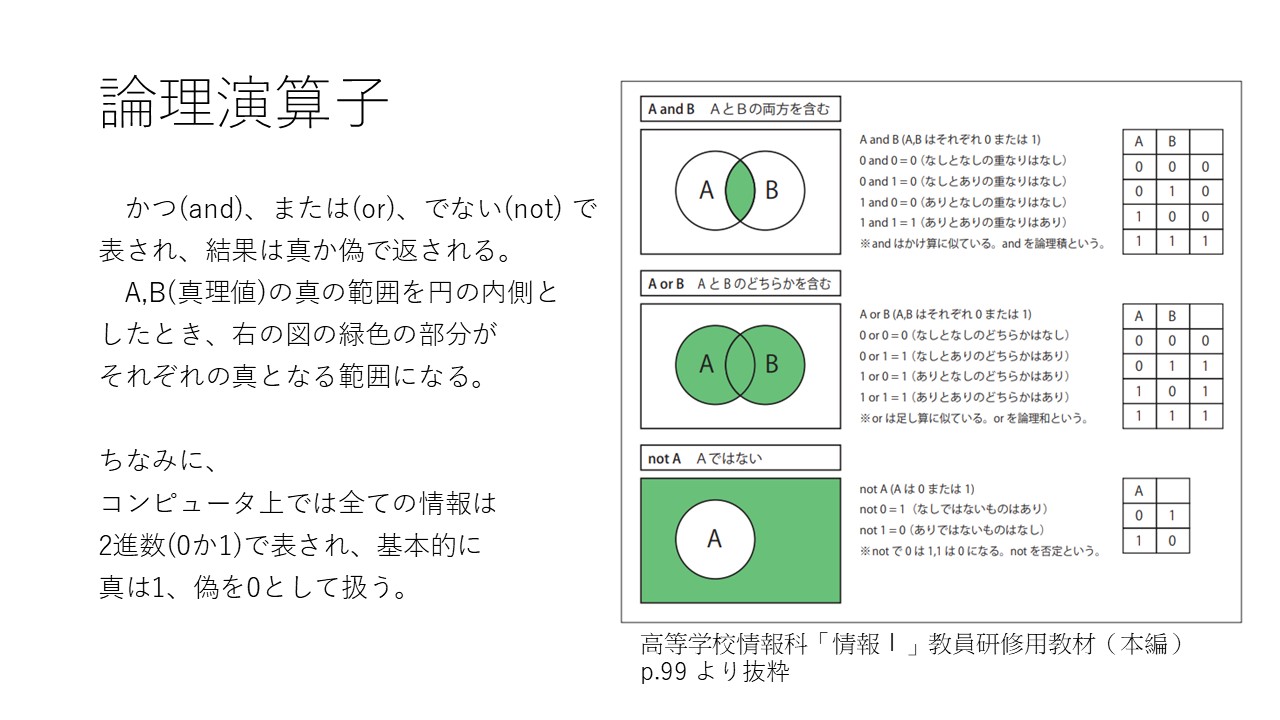 論理演算子
かつ(and)、または(or)、でない(not) で
表され、結果は真か偽で返される。
A,B(真理値)の真の範囲を円の内側と
したとき、右の図の緑色の部分が
それぞれの真となる範囲になる。
ちなみに、
コンピュータ上では全ての情報は
2進数(0か1)で表され、基本的に
真は1、偽を0として扱う。
A and B AとBの両方を含む
A B
A and B (A,B はそれぞれ 0 または 1)
0 and 0 = 0 (なしとなしの重なりはなし)
0 and 1 = 0 (なしとありの重なりはなし)
1 and 0 = 0 (ありとなしの重なりはなし)
1 and 1 = 1 (ありとありの重なりはあり)
※and はかけ算に似ている。and を論理積という。
A B
0 0 0
0 1 0
1 0 0
1 1 1
A or B A と B のどちらかを含む
A B
A or B (A,B はそれぞれ 0 または 1)
0 or 0 = 0 (なしとなしのどちらかはなし)
0 or 1 = 1 (なしとありのどちらかはあり)
1 or 0 = 1 (ありとなしのどちらかはあり)
1 or 1 = 1 (ありとありのどちらかはあり)
※or は足し算に似ている。or を論理和という。
A B
0 0 0
0 1 1
1 0 1
1 1 1
not A Aではない
A
not A (A は 0 または 1)
not 0 = 1 (なしではないものはあり)
not 1 = 0 (ありではないものはなし)
※not で 0 は 1,1 は 0 になる。not を否定という。
A
0 1
1 0
高等学校情報科「情報Ⅰ」教員研修用教材（本編）
p.99 より抜粋